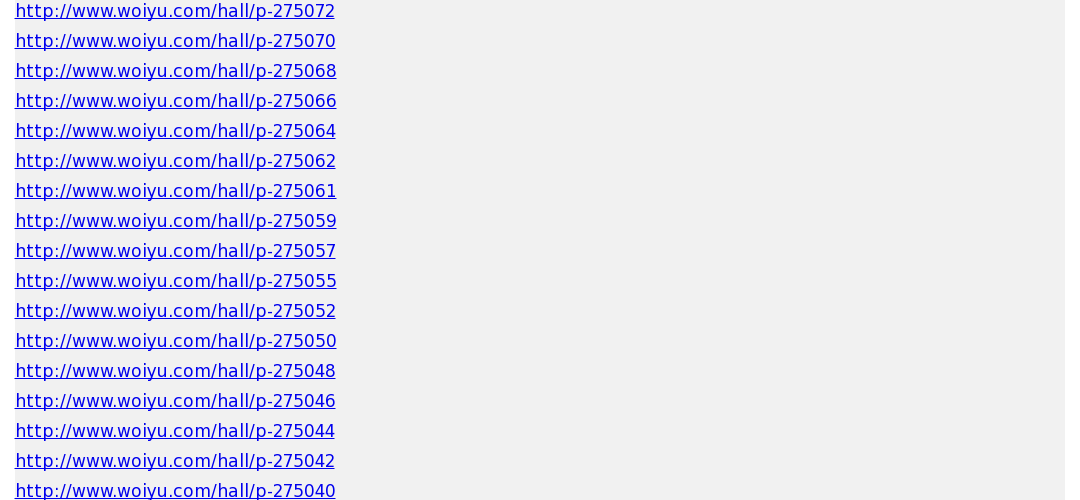 http://www.woiyu.com/hall/p-275072
http://www.woiyu.com/hall/p-275070
http://www.woiyu.com/hall/p-275068
http://www.woiyu.com/hall/p-275066
http://www.woiyu.com/hall/p-275064
http://www.woiyu.com/hall/p-275062
http://www.woiyu.com/hall/p-275061
http://www.woiyu.com/hall/p-275059
http://www.woiyu.com/hall/p-275057
http://www.woiyu.com/hall/p-275055
http://www.woiyu.com/hall/p-275052
http://www.woiyu.com/hall/p-275050
http://www.woiyu.com/hall/p-275048
http://www.woiyu.com/hall/p-275046
http://www.woiyu.com/hall/p-275044
http://www.woiyu.com/hall/p-275042
http://www.woiyu.com/hall/p-275040